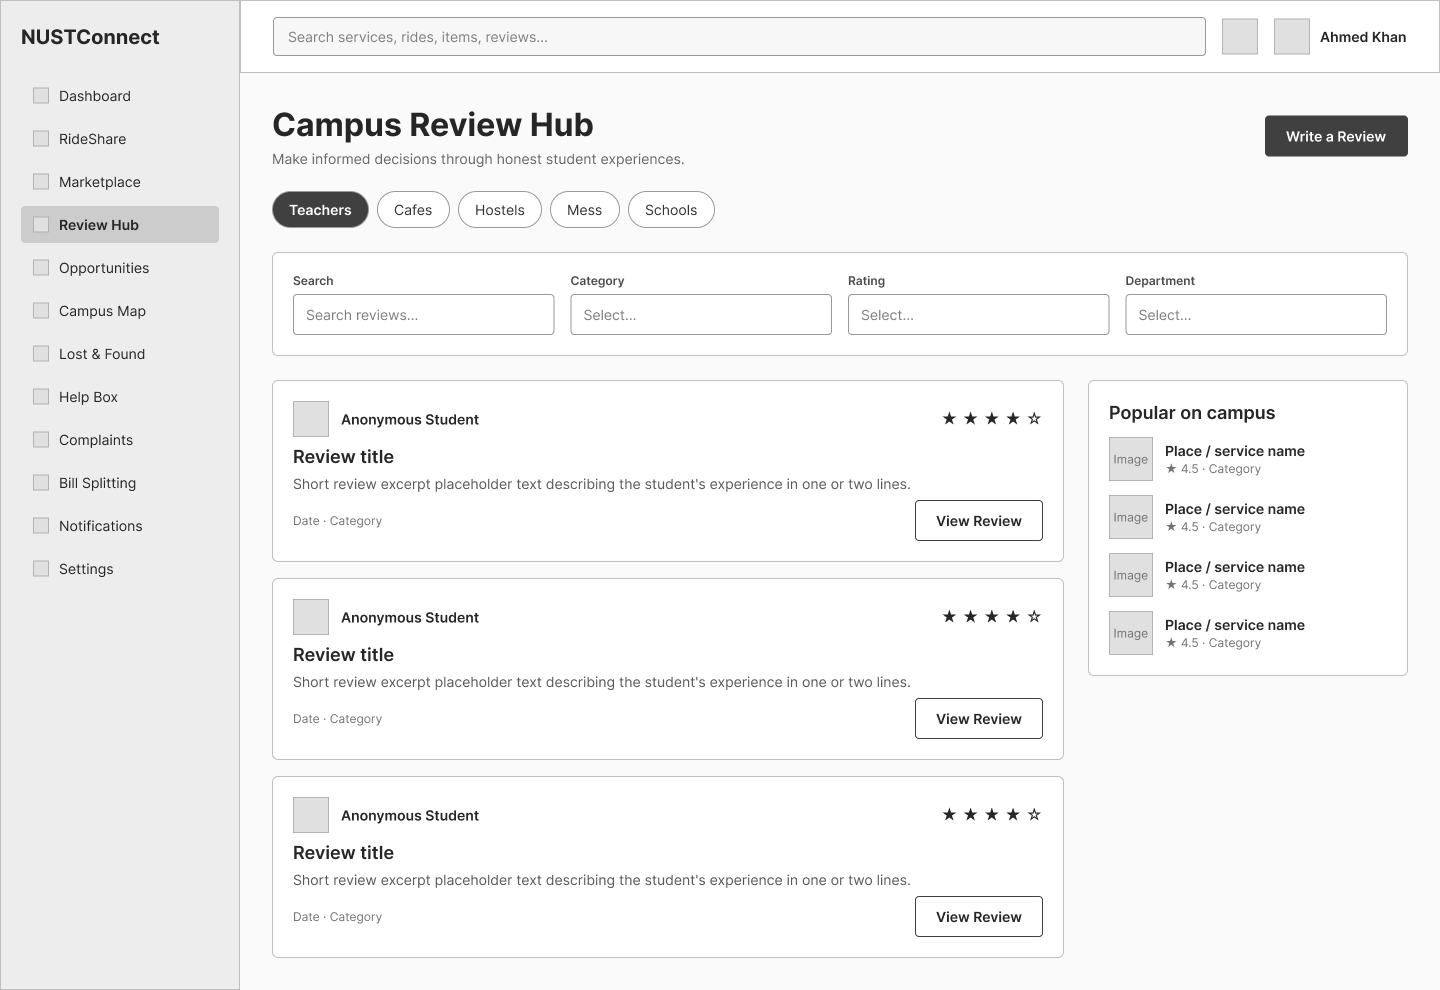 NUSTConnect
Dashboard
RideShare
Marketplace
Review Hub
Opportunities
Campus Map
Lost & Found
Help Box
Complaints
Bill Splitting
Notifications
Settings
Search services, rides, items, reviews...
Ahmed Khan
Campus Review Hub
Make informed decisions through honest student experiences.
Write a Review
Teachers
Cafes
Hostels
Mess
Schools
Search
Search reviews...
Category
Select...
Rating
Select...
Department
Select...
Anonymous Student
★ ★ ★ ★ ☆
Review title
Short review excerpt placeholder text describing the student's experience in one or two lines.
Date · Category
View Review
Anonymous Student
★ ★ ★ ★ ☆
Review title
Short review excerpt placeholder text describing the student's experience in one or two lines.
Date · Category
View Review
Anonymous Student
★ ★ ★ ★ ☆
Review title
Short review excerpt placeholder text describing the student's experience in one or two lines.
Date · Category
View Review
Popular on campus
Image
Place / service name
★ 4.5 · Category
Image
Place / service name
★ 4.5 · Category
Image
Place / service name
★ 4.5 · Category
Image
Place / service name
★ 4.5 · Category